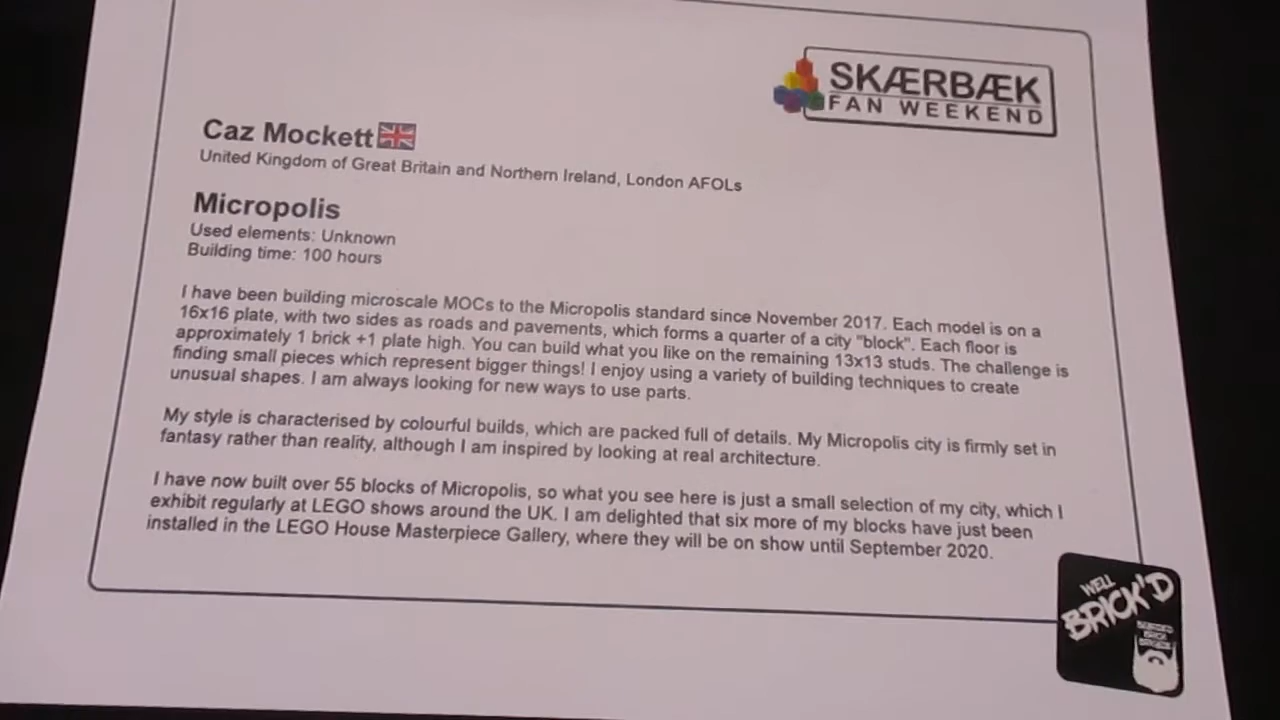 SKÆRBÆK
FAN WEEKEND
Caz Mockett
United Kingdom of Great Britain and Northern Ireland, London AFOLs
Micropolis
Used elements: Unknown
Building time: 100 hours
I have been building microscale MOCs to the Micropolis standard since November 2017. Each model is on a
16x16 plate, with two sides as roads and pavements, which forms a quarter of a city "block". Each floor is
approximately 1 brick +1 plate high. You can build what you like on the remaining 13x13 studs. The challenge is
finding small pieces which represent bigger things! I enjoy using a variety of building techniques to create
unusual shapes. I am always looking for new ways to use parts.
My style is characterised by colourful builds, which are packed full of details. My Micropolis city is firmly set in
fantasy rather than reality, although I am inspired by looking at real architecture.
I have now built over 55 blocks of Micropolis, so what you see here is just a small selection of my city, which I
exhibit regularly at LEGO shows around the UK. I am delighted that six more of my blocks have just been
installed in the LEGO House Masterpiece Gallery, where they will be on show until September 2020.
WELL
BRICK'D